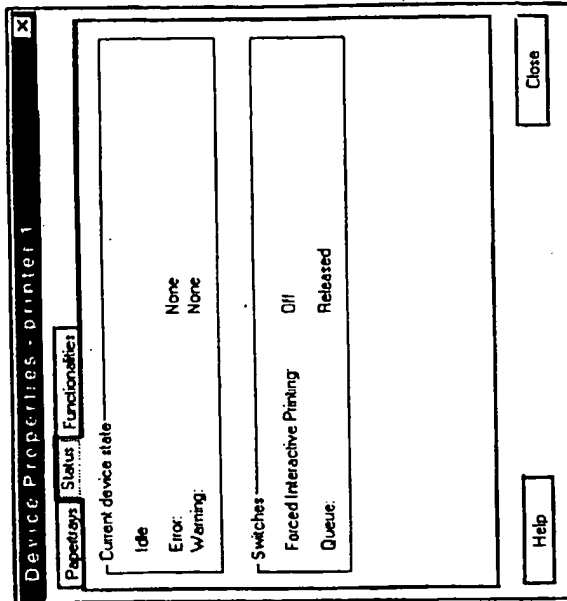 Device Properties - printer 1 X
Papertrays Status Functionalities
Current device state
Idle
Error: None
Warning: None
Switches
Forced Interactive Printing Off
Queue: Released
Help Close